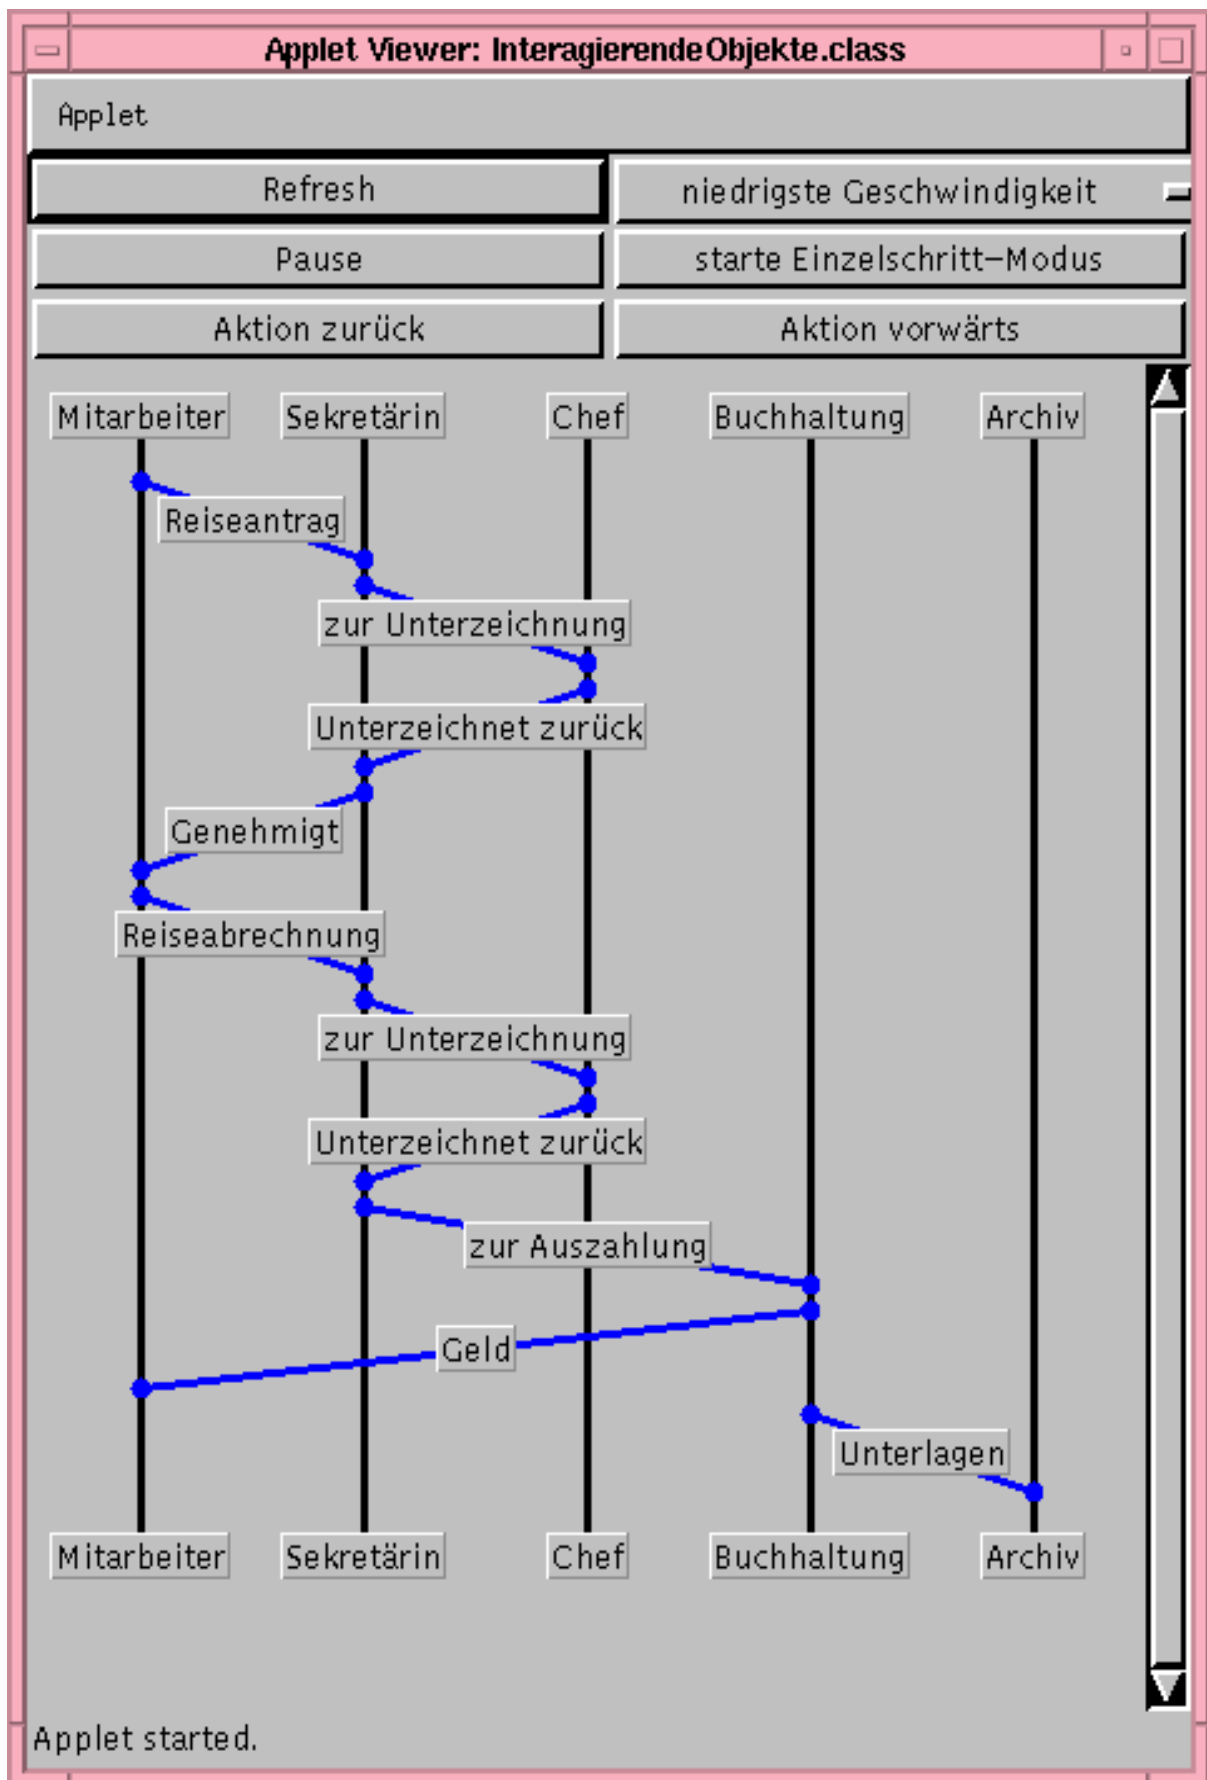 Applet Viewer: InteragierendeObjekte.class
Applet
Refresh
niedrigste Geschwindigkeit
Pause
starte Einzelschritt-Modus
Aktion zurück
Aktion vorwärts
Mitarbeiter
Sekretärin
Chef
Buchhaltung
Archiv
Reiseantrag
zur Unterzeichnung
Unterzeichnet zurück
Genehmigt
Reiseabrechnung
zur Unterzeichnung
Unterzeichnet zurück
zur Auszahlung
Geld
Unterlagen
Mitarbeiter
Sekretärin
Chef
Buchhaltung
Archiv
Applet started.